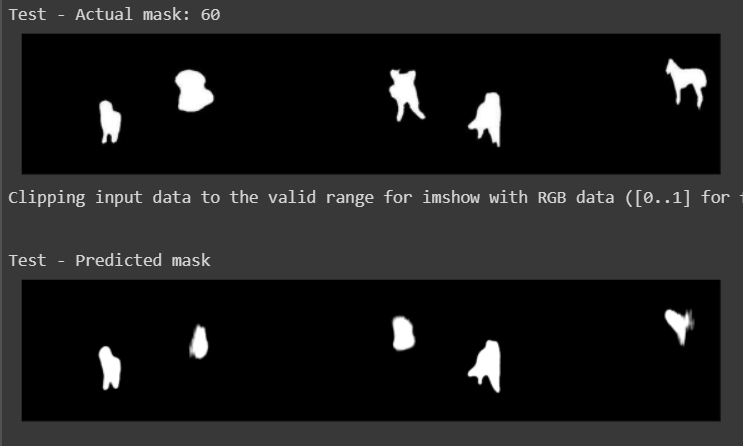 Test - Actual mask: 60
Clipping input data to the valid range for imshow with RGB data ([0..1] for
Test - Predicted mask